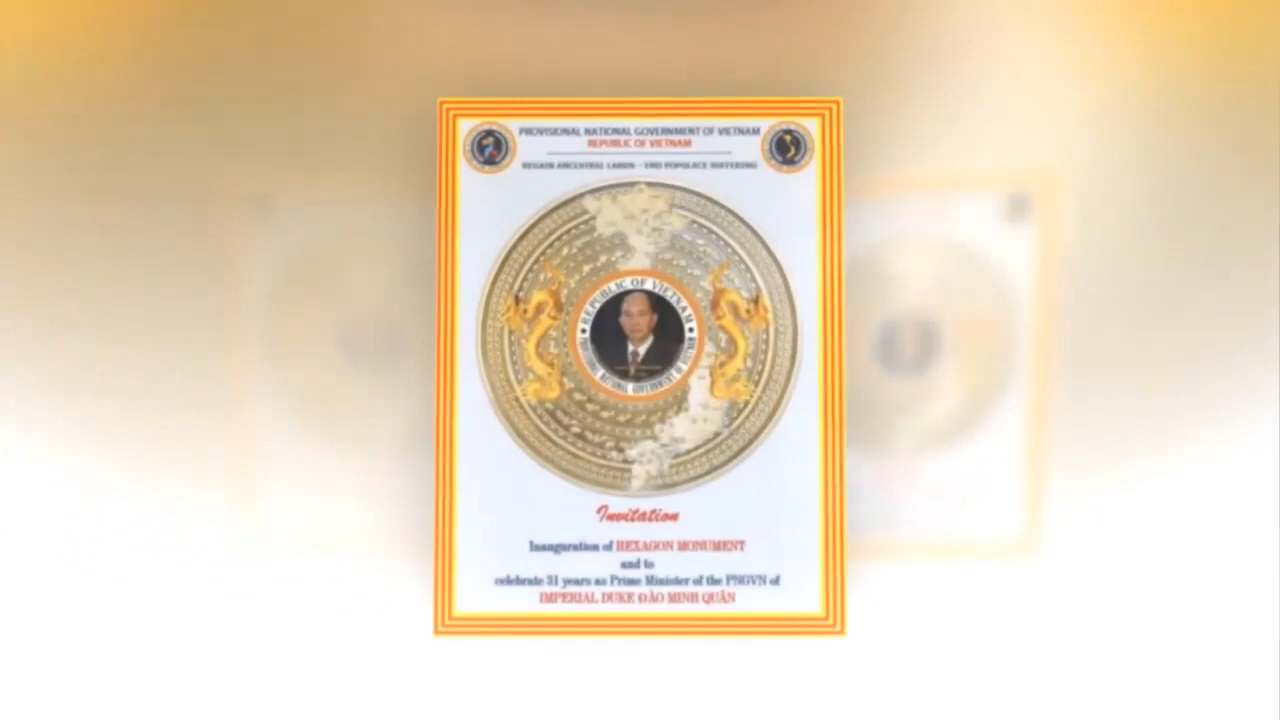 PROVISIONAL NATIONAL GOVERNMENT OF VIETNAM
REPUBLIC OF VIETNAM
REGAIN ANCESTRAL LANDS – END POPULACE SUFFERING
REPUBLIC OF VIETNAM
PROVISIONAL NATIONAL GOVERNMENT OF VIETNAM
Invitation
Inauguration of HEXAGON MONUMENT
and to
celebrate 31 years as Prime Minister of the PNGVN of
IMPERIAL DUKE ĐÀO MINH QUÂN